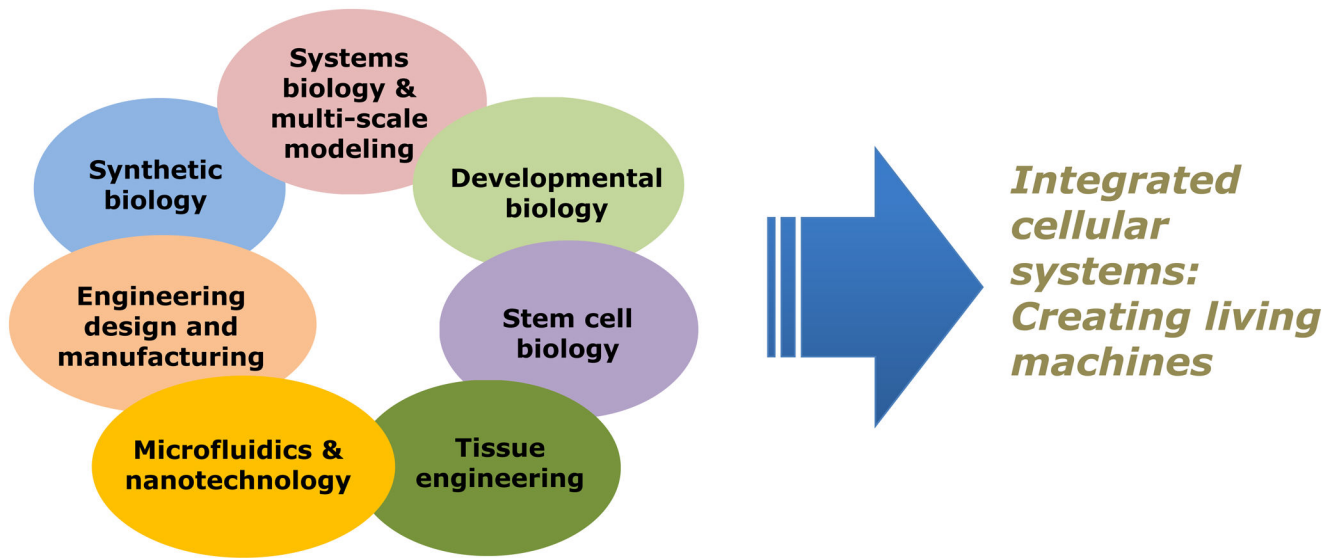 Systems
biology &
multi-scale
modeling
Synthetic
biology
Developmental
biology
Engineering
design and
manufacturing
Stem cell
biology
Microfluidics &
nanotechnology
Tissue
engineering
Integrated
cellular
systems:
Creating living
machines